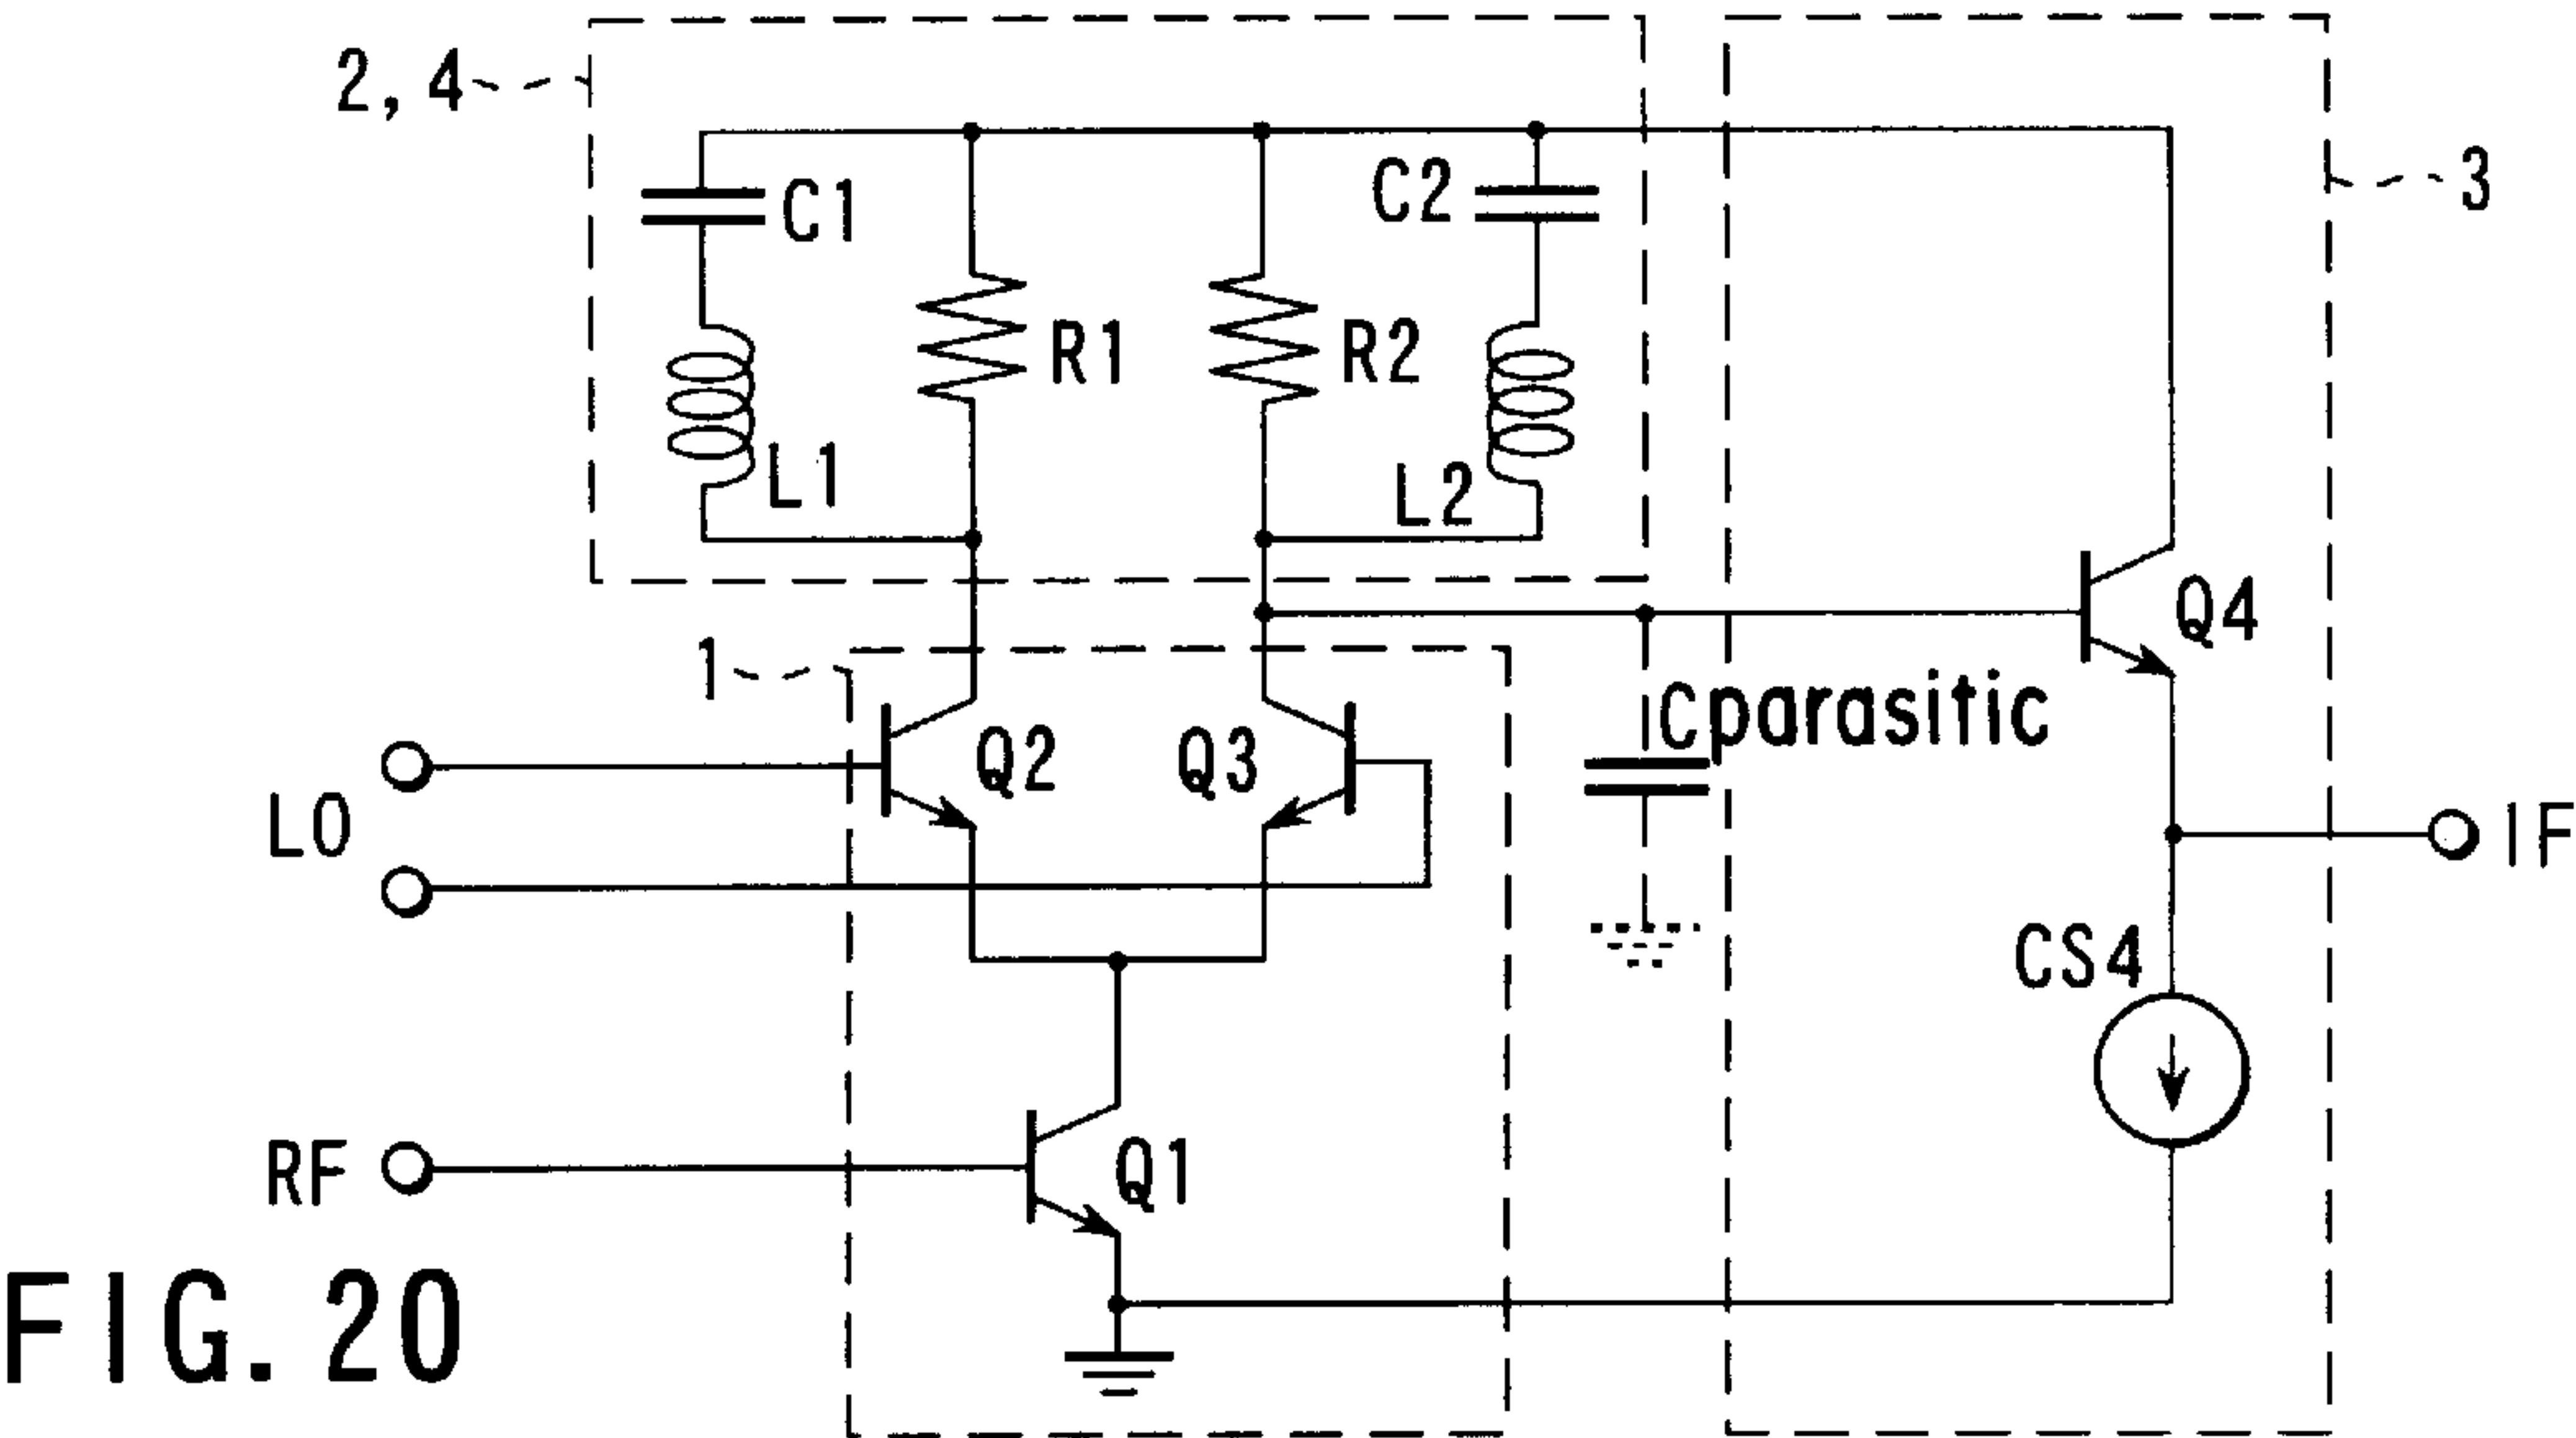 2, 4
3
C1
C2
R1
R2
L1
L2
Q4
1
Cparasitic
Q2
Q3
LO
IF
CS4
RF
Q1
FIG. 20